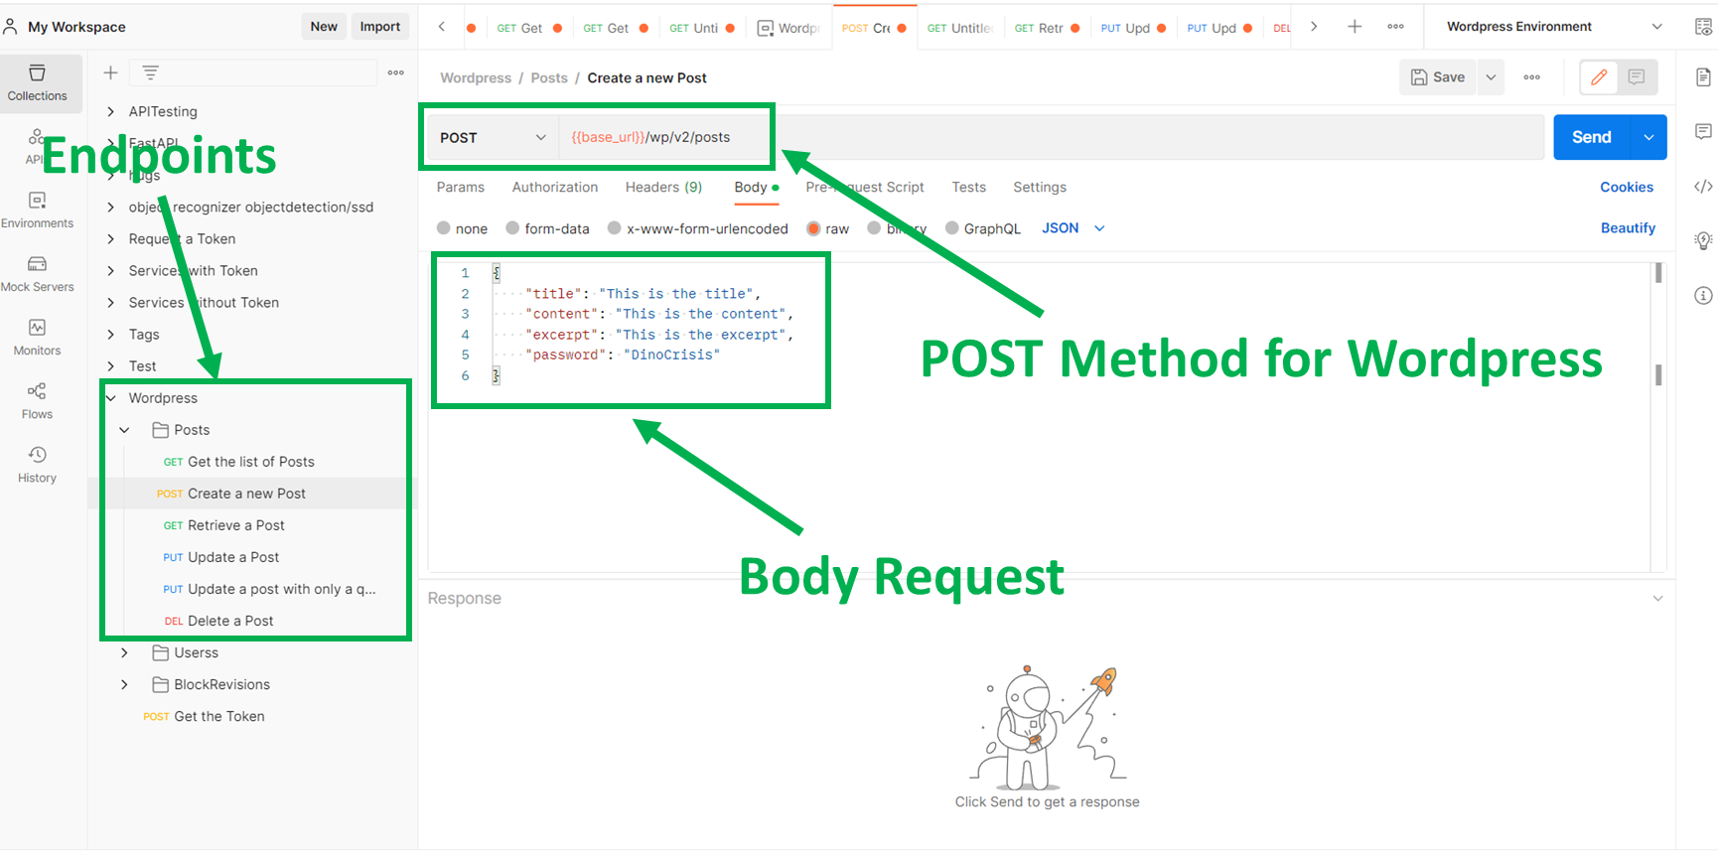 My Workspace
New
Import
GET Get
GET Get
GET Unti
Wordpr
POST Cre
GET Untitle
GET Retr
PUT Upd
PUT Upd
DEL
Wordpress Environment
Collections
APIs
Environments
Mock Servers
Monitors
Flows
History
APITesting
FastAPI
hugs
object recognizer objectdetection/ssd
Request a Token
Services with Token
Services without Token
Tags
Test
Wordpress
Posts
GET Get the list of Posts
POST Create a new Post
GET Retrieve a Post
PUT Update a Post
PUT Update a post with only a q...
DEL Delete a Post
Userss
BlockRevisions
POST Get the Token
Endpoints
Wordpress / Posts / Create a new Post
Save
POST
{{base_url}}/wp/v2/posts
Send
Params Authorization Headers (9) Body Pre-request Script Tests Settings
Cookies
none form-data x-www-form-urlencoded raw binary GraphQL JSON
Beautify
1 {
2 "title": "This is the title",
3 "content": "This is the content",
4 "excerpt": "This is the excerpt",
5 "password": "DinoCrisis"
6 }
POST Method for Wordpress
Body Request
Response
Click Send to get a response